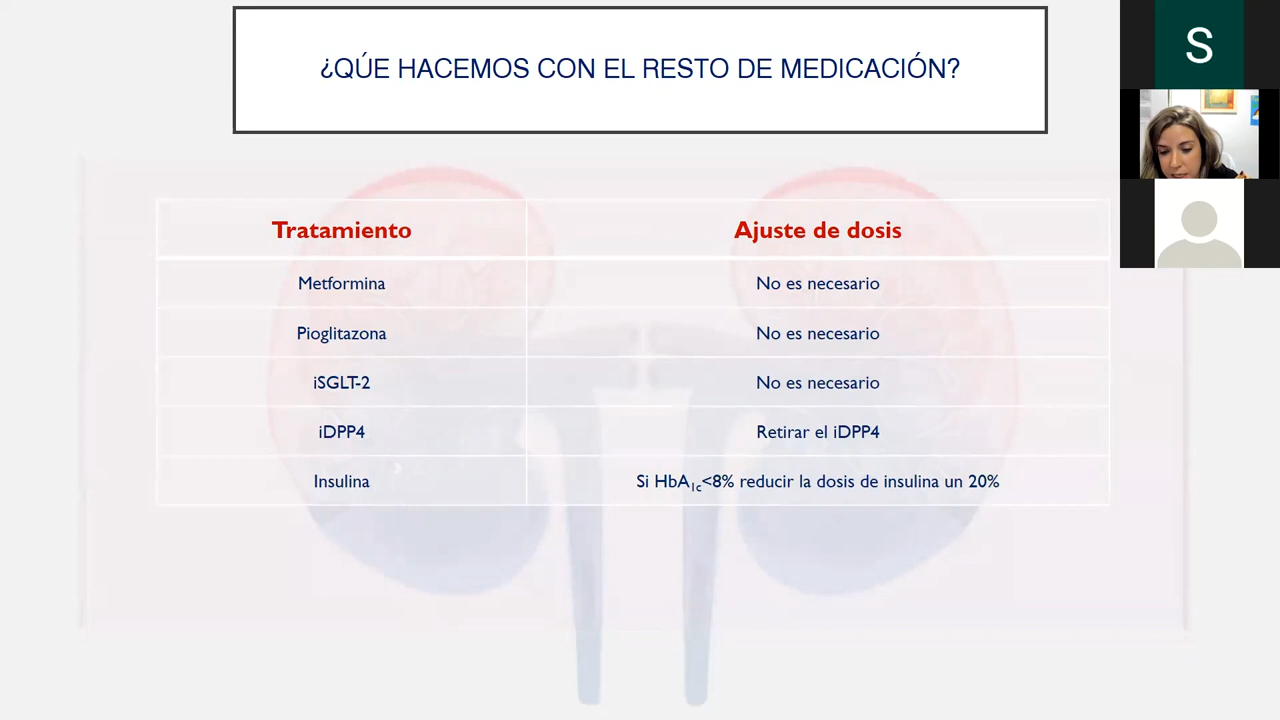 ¿QÚE HACEMOS CON EL RESTO DE MEDICACIÓN?
S
Tratamiento Ajuste de dosis
Metformina No es necesario
Pioglitazona No es necesario
iSGLT-2 No es necesario
iDPP4 Retirar el iDPP4
Insulina Si HbA1c<8% reducir la dosis de insulina un 20%